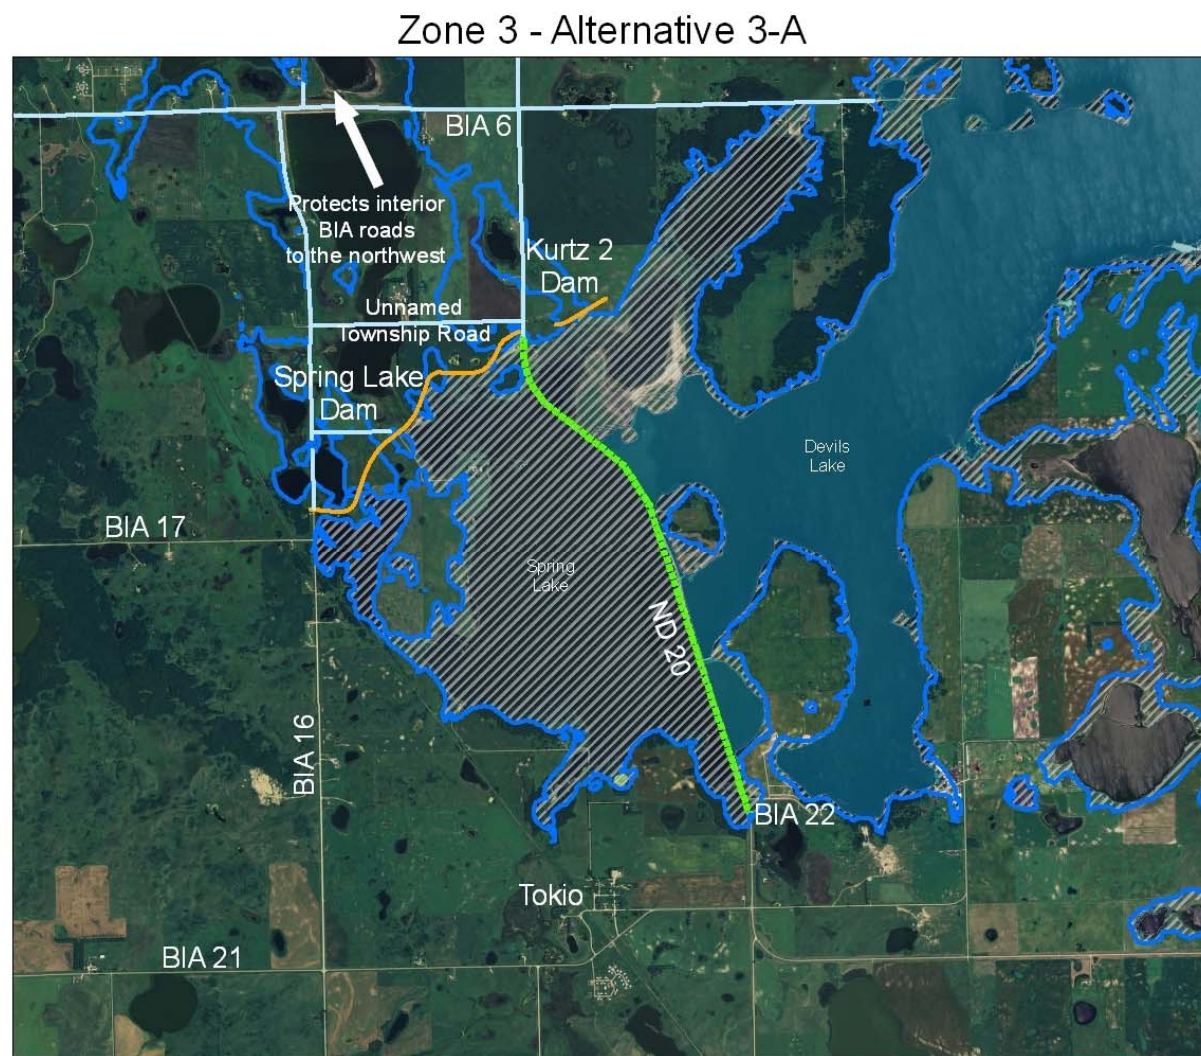 Zone 3 - Alternative 3-A
BIA 6
Protects interior
BIA roads
to the northwest
Kurtz 2
Dam
Unnamed
Township Road
Spring Lake
Dam
Devils
Lake
BIA 17
Spring
Lake
ND 20
BIA 16
BIA 22
Tokio
BIA 21